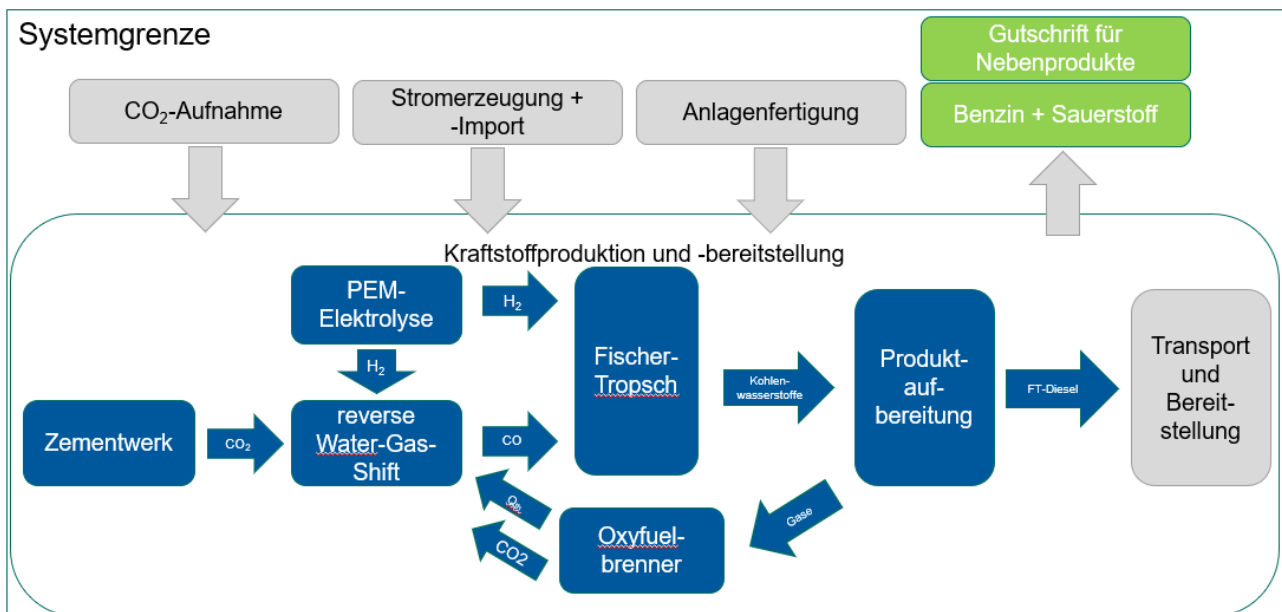 Systemgrenze
Gutschrift für
Nebenprodukte
CO₂-Aufnahme
Stromerzeugung +
-Import
Anlagenfertigung
Benzin + Sauerstoff
Kraftstoffproduktion und -bereitstellung
PEM-
Elektrolyse
H₂
H₂
Fischer-
Tropsch
Kohlen-
wasserstoffe
Produkt-
auf-
bereitung
FT-Diesel
Transport
und
Bereit-
stellung
Zementwerk
CO₂
reverse
Water-Gas-
Shift
CO
CO2
Oxyfuel-
brenner
Gase